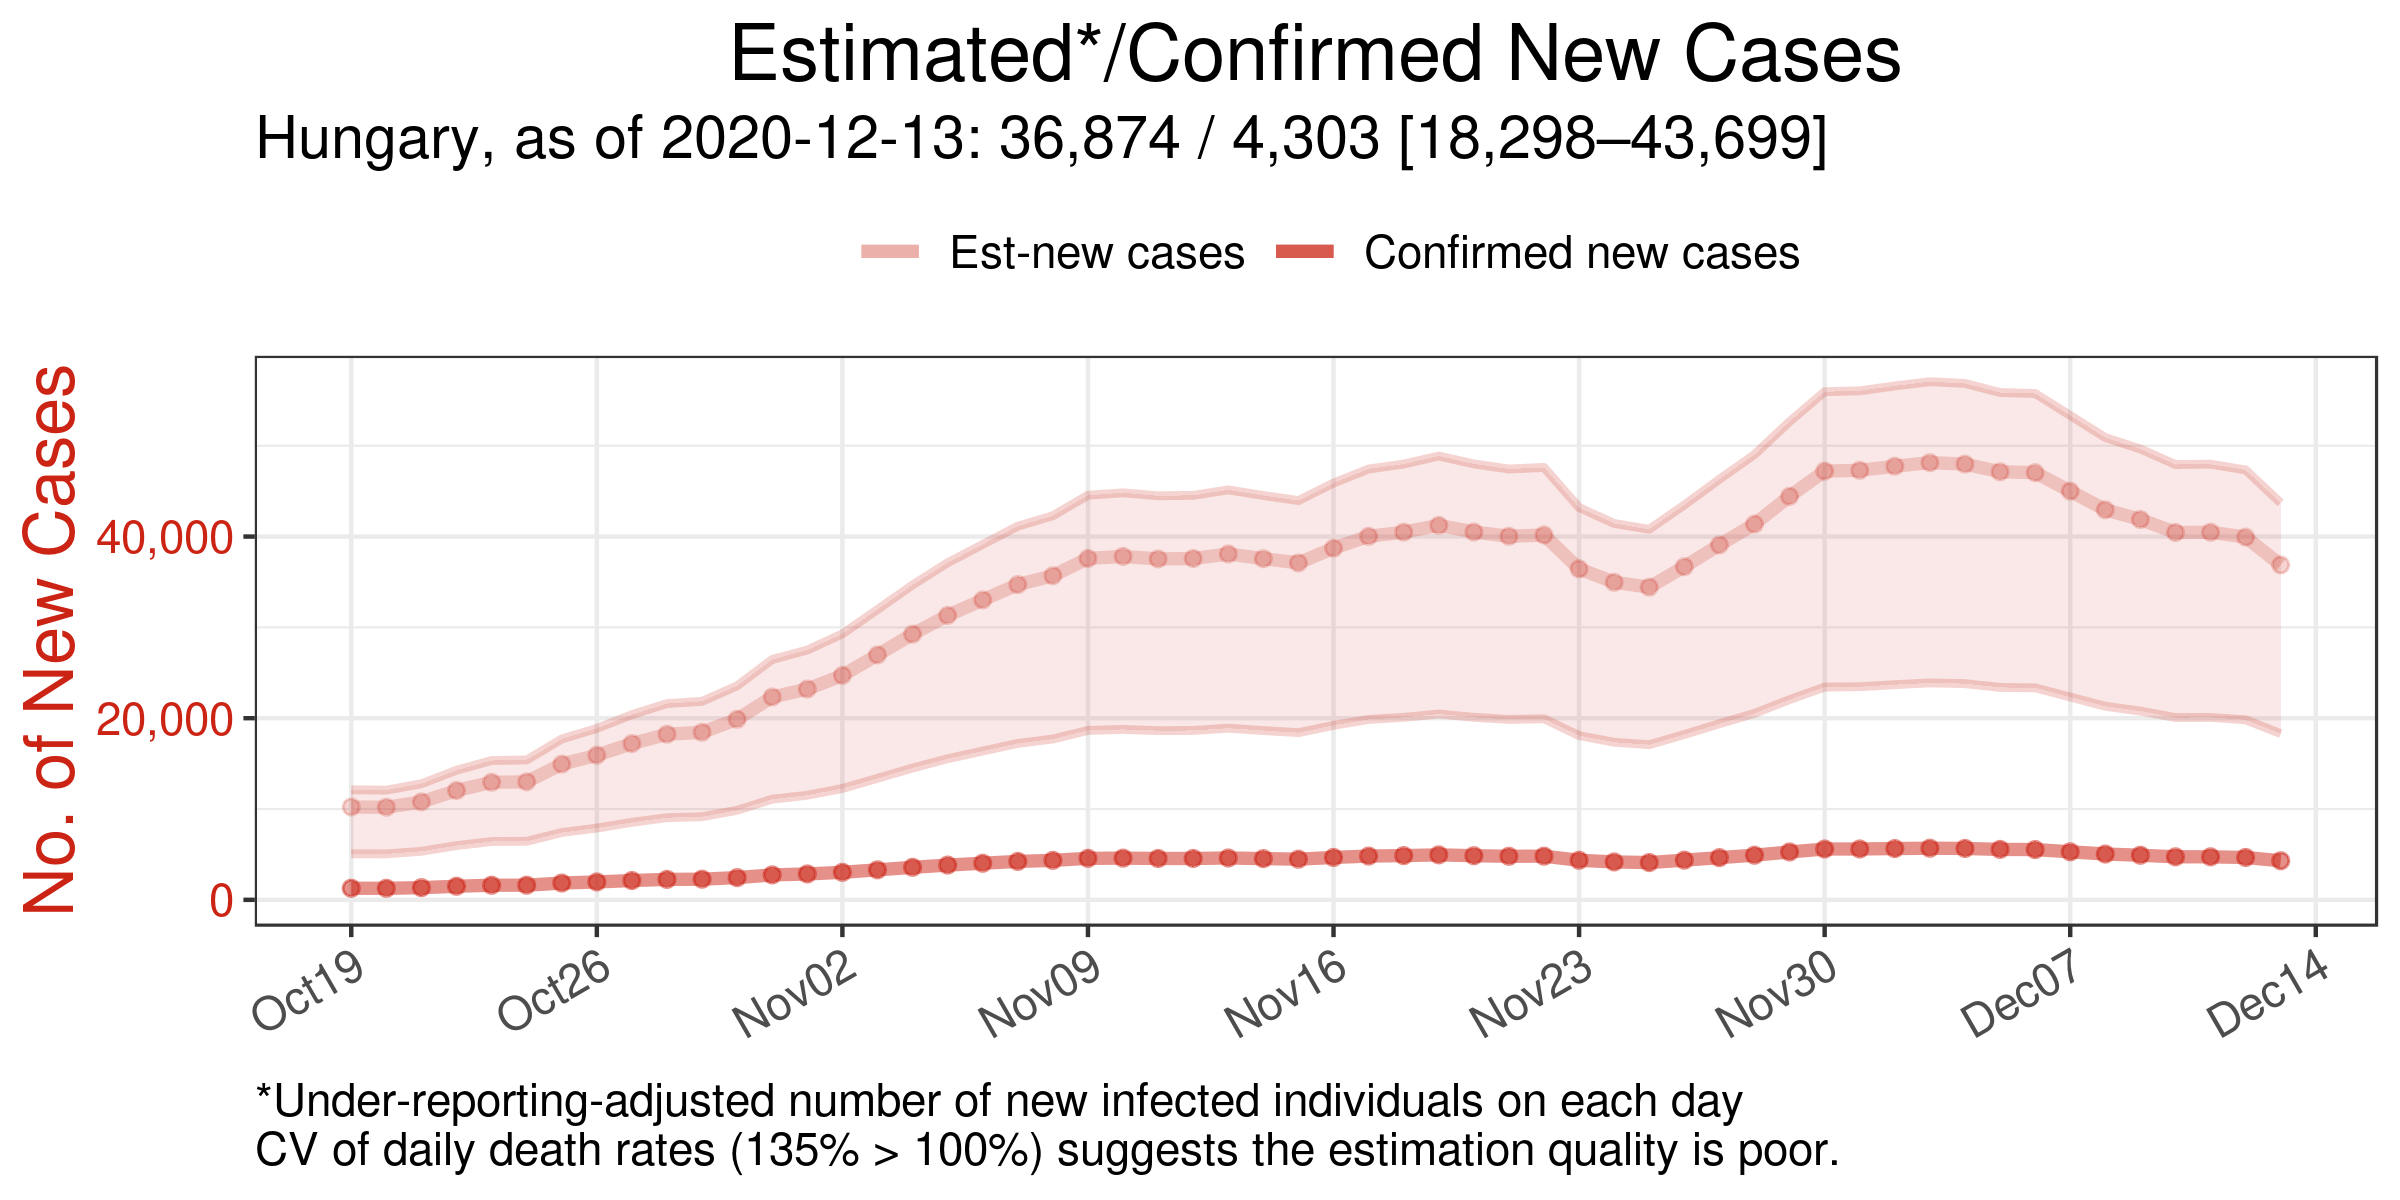 Estimated*/Confirmed New Cases
Hungary, as of 2020-12-13: 36,874 / 4,303 [18,298–43,699]
Est-new cases Confirmed new cases
No. of New Cases
40,000
20,000
0
Oct19 Oct26 Nov02 Nov09 Nov16 Nov23 Nov30 Dec07 Dec14
*Under-reporting-adjusted number of new infected individuals on each day
CV of daily death rates (135% > 100%) suggests the estimation quality is poor.